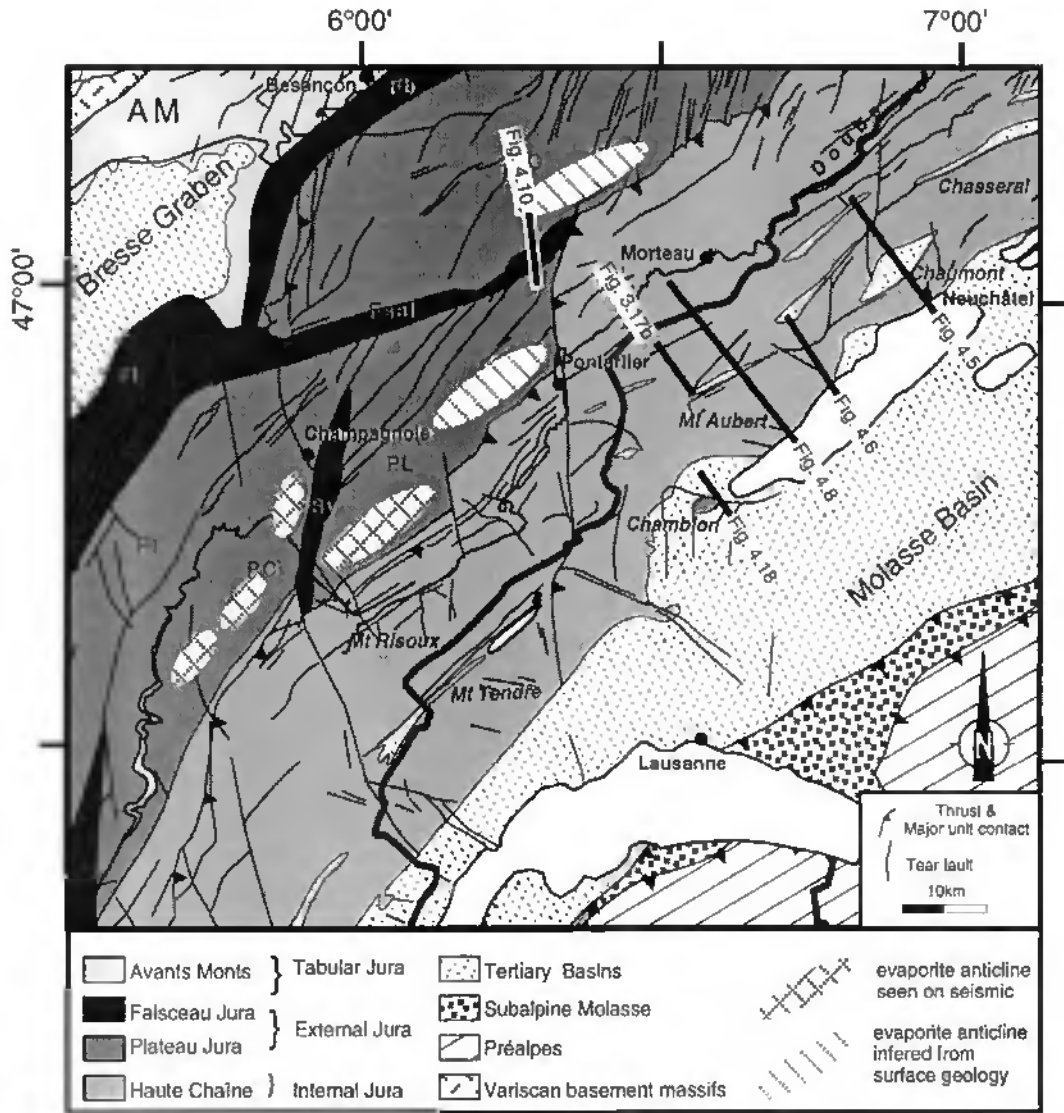 6°00'
7°00'
47°00'
Besançon
AM
Bresse Graben
Fig. 4.10
Doubs
Chasseral
Morteau
Chaumont
Neuchâtel
Fig. 3.17b
Fig. 4.5
Pontarlier
Mt Aubert
Fig. 4.6
Champagnole
PL
Fig. 4.8
Chamblon
Fig. 4.18
Molasse Basin
Mt Risoux
Mt Tendre
Lausanne
N
Thrust &
Major unit contact
Tear fault
10km
Avants Monts
Tabular Jura
Faisceau Jura
External Jura
Plateau Jura
Haute Chaîne
Internal Jura
Tertiary Basins
Subalpine Molasse
Préalpes
Variscan basement massifs
evaporite anticline
seen on seismic
evaporite anticline
infered from
surface geology